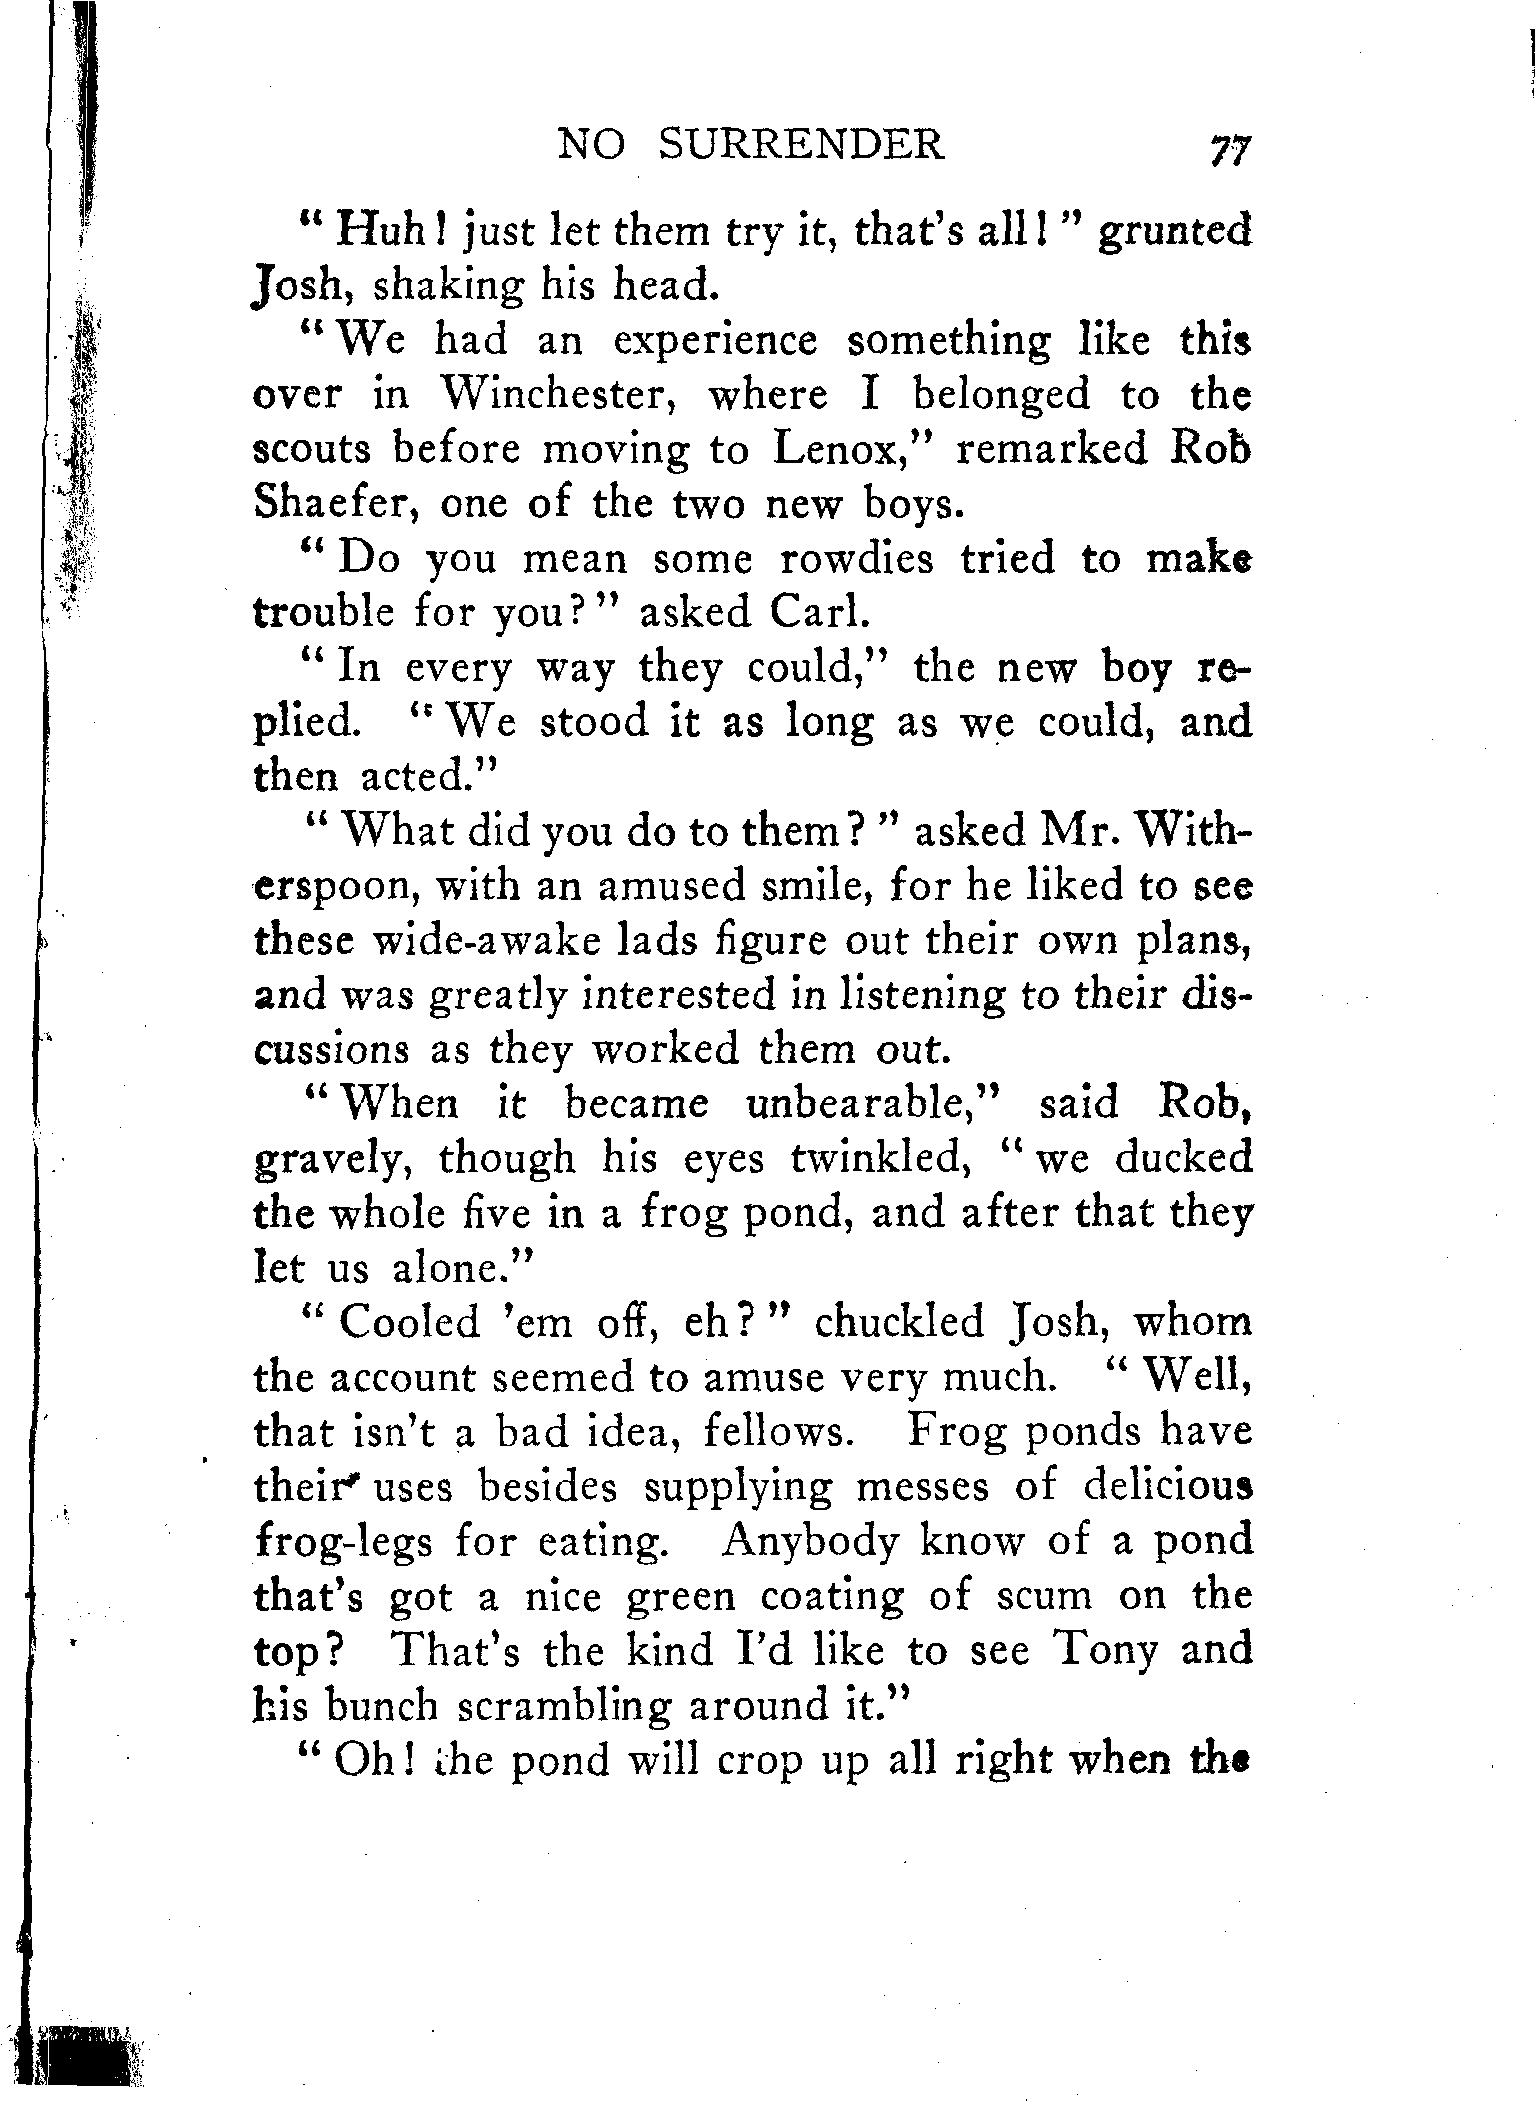 NO SURRENDER 77
" Huh! just let them try it, that's all! " grunted
Josh, shaking his head.
" We had an experience something like this
over in Winchester, where I belonged to the
scouts before moving to Lenox," remarked Rob
Shaefer, one of the two new boys.
" Do you mean some rowdies tried to make
trouble for you? " asked Carl.
" In every way they could," the new boy re-
plied. " We stood it as long as we could, and
then acted."
" What did you do to them? " asked Mr. With-
erspoon, with an amused smile, for he liked to see
these wide-awake lads figure out their own plans,
and was greatly interested in listening to their dis-
cussions as they worked them out.
" When it became unbearable," said Rob,
gravely, though his eyes twinkled, " we ducked
the whole five in a frog pond, and after that they
let us alone."
" Cooled 'em off, eh? " chuckled Josh, whom
the account seemed to amuse very much. " Well,
that isn't a bad idea, fellows. Frog ponds have
their uses besides supplying messes of delicious
frog-legs for eating. Anybody know of a pond
that's got a nice green coating of scum on the
top? That's the kind I'd like to see Tony and
his bunch scrambling around it."
" Oh! the pond will crop up all right when the